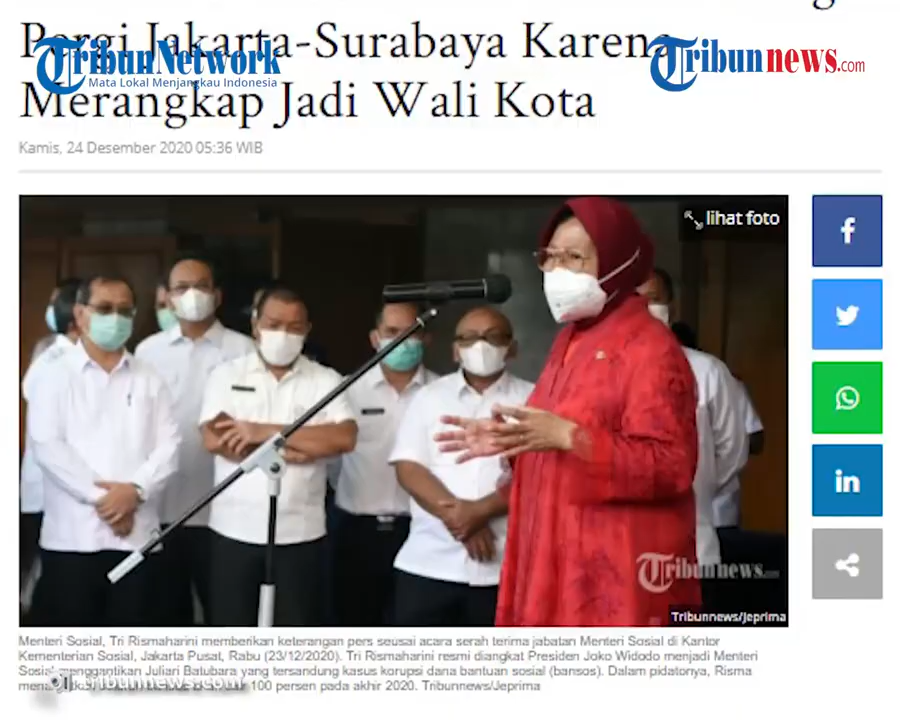 Pergi Jakarta-Surabaya Karena
Merangkap Jadi Wali Kota
TribunNetwork
Mata Lokal Menjangkau Indonesia
Tribunnews.com
Kamis, 24 Desember 2020 05:36 WIB
lihat foto
f
in
Tribunnews.com
Tribunnews/Jeprima
Menteri Sosial, Tri Rismaharini memberikan keterangan pers seusai acara serah terima jabatan Menteri Sosial di Kantor
Kementerian Sosial, Jakarta Pusat, Rabu (23/12/2020). Tri Rismaharini resmi diangkat Presiden Joko Widodo menjadi Menteri
Sosial menggantikan Juliari Batubara yang tersandung kasus korupsi dana bantuan sosial (bansos). Dalam pidatonya, Risma
100 persen pada akhir 2020. Tribunnews/Jeprima
tribunnews.com